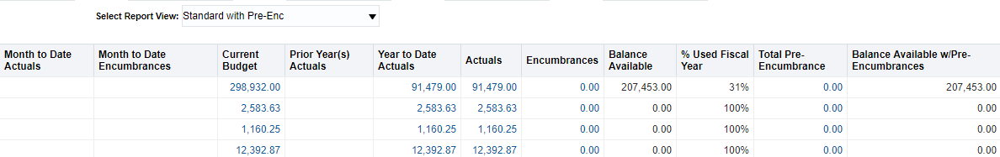 Select Report View: Standard with Pre-Enc
Month to Date Actuals Month to Date Encumbrances Current Budget Prior Year(s) Actuals Year to Date Actuals Actuals Encumbrances Balance Available % Used Fiscal Year Total Pre-Encumbrance Balance Available w/Pre-Encumbrances
298,932.00 91,479.00 91,479.00 0.00 207,453.00 31% 0.00 207,453.00
2,583.63 2,583.63 2,583.63 0.00 0.00 100% 0.00 0.00
1,160.25 1,160.25 1,160.25 0.00 0.00 100% 0.00 0.00
12,392.87 12,392.87 12,392.87 0.00 0.00 100% 0.00 0.00